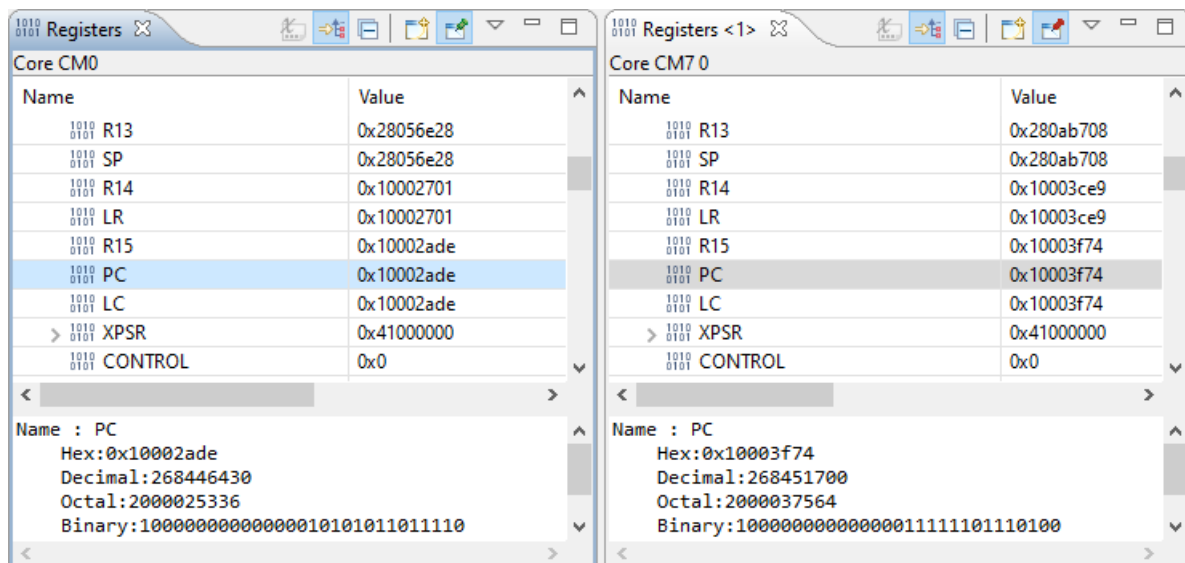 Registers
Core CM0
Name Value
R13 0x28056e28
SP 0x28056e28
R14 0x10002701
LR 0x10002701
R15 0x10002ade
PC 0x10002ade
LC 0x10002ade
XPSR 0x41000000
CONTROL 0x0
Name : PC
Hex:0x10002ade
Decimal:268446430
Octal:2000025336
Binary:10000000000000010101011011110
Registers <1>
Core CM7 0
Name Value
R13 0x280ab708
SP 0x280ab708
R14 0x10003ce9
LR 0x10003ce9
R15 0x10003f74
PC 0x10003f74
LC 0x10003f74
XPSR 0x41000000
CONTROL 0x0
Name : PC
Hex:0x10003f74
Decimal:268451700
Octal:2000037564
Binary:10000000000000011111101110100